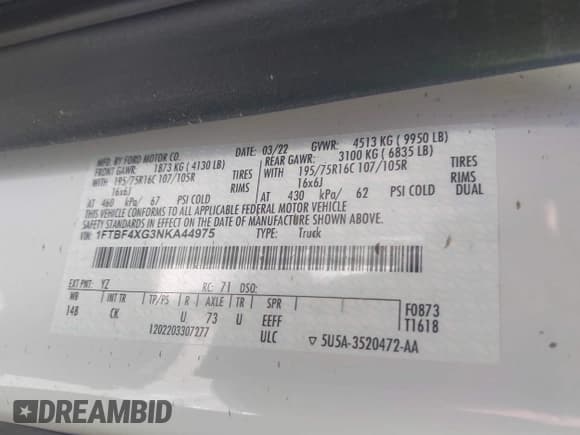 MFD. BY FORD MOTOR CO.
03/22 GVWR: 4513 KG ( 9950 LB)
FRONT GAWR: 1873 KG ( 4130 LB) REAR GAWR: 3100 KG ( 6835 LB)
WITH 195/75R16C 107/105R TIRES WITH 195/75R16C 107/105R TIRES
16x6J RIMS 16x6J RIMS
AT 460 kPa/ 67 PSI COLD AT 430 kPa/ 62 PSI COLD DUAL
THIS VEHICLE CONFORMS TO ALL APPLICABLE FEDERAL MOTOR VEHICLE
SAFETY STANDARDS IN EFFECT ON THE DATE OF MANUFACTURE SHOWN ABOVE.
VIN: 1FTBF4XG3NKA44975 TYPE: Truck
EXT PNT: YZ RC: 71 DSO:
WB INT TR TP/PS R AXLE TR SPR F0873
148 CK U 73 U EEFF T1618
1202203307277 ULC ▽ 5U5A-3520472-AA
DREAMBID